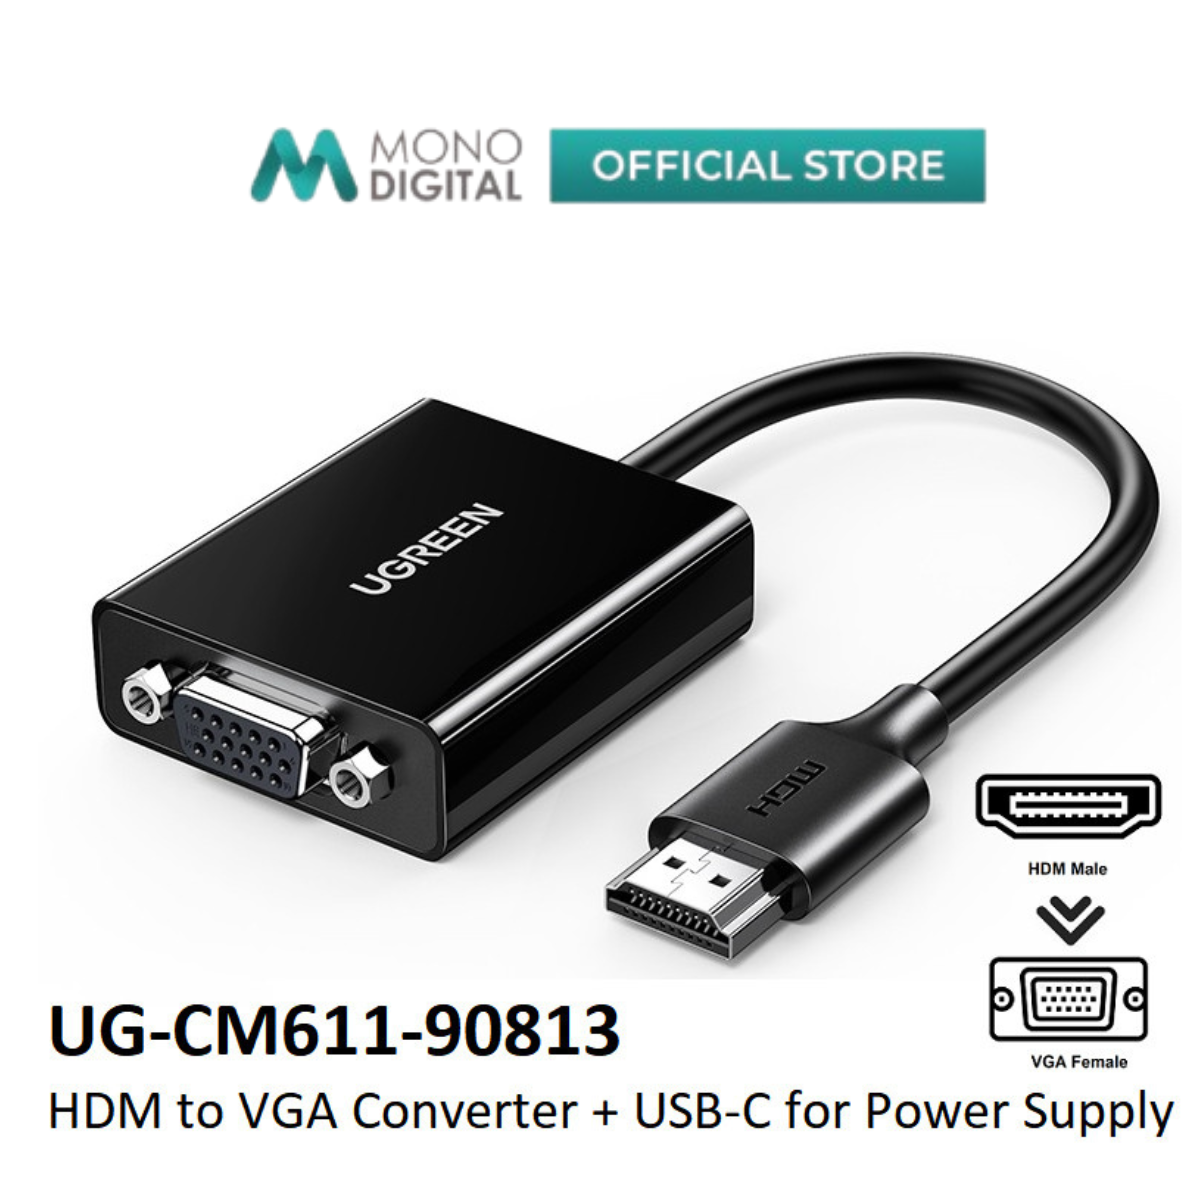 MONO
DIGITAL
OFFICIAL STORE
UGREEN
HDM
HDM Male
VGA Female
UG-CM611-90813
HDM to VGA Converter + USB-C for Power Supply